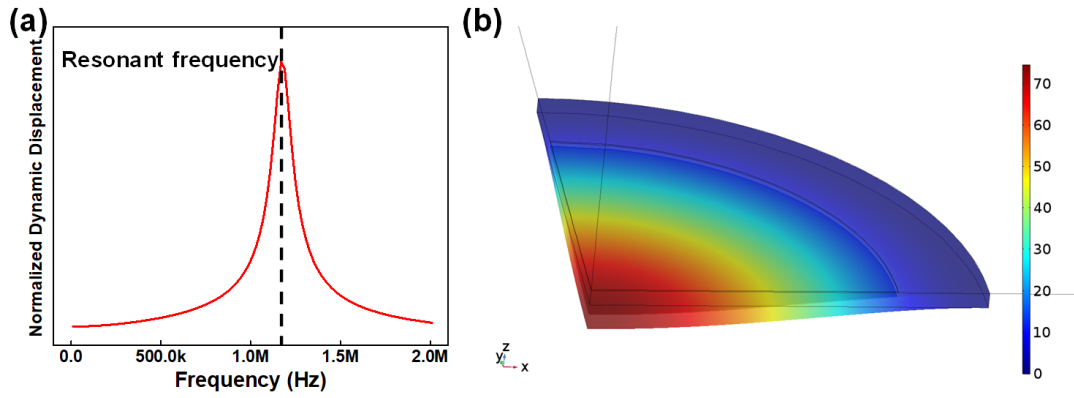 (a)
Resonant frequency
Normalized Dynamic Displacement
0.0 500.0k 1.0M 1.5M 2.0M
Frequency (Hz)
(b)
70
60
50
40
30
20
10
0
z
y
x